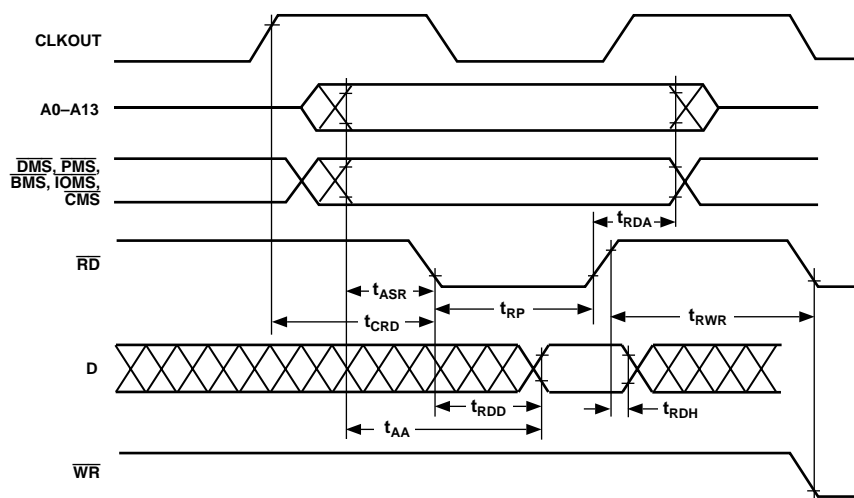 CLKOUT
A0–A13
DMS, PMS,
BMS, IOMS,
CMS
tRDA
RD
tASR
tRP
tCRD
tRWR
D
tRDD
tRDH
tAA
WR